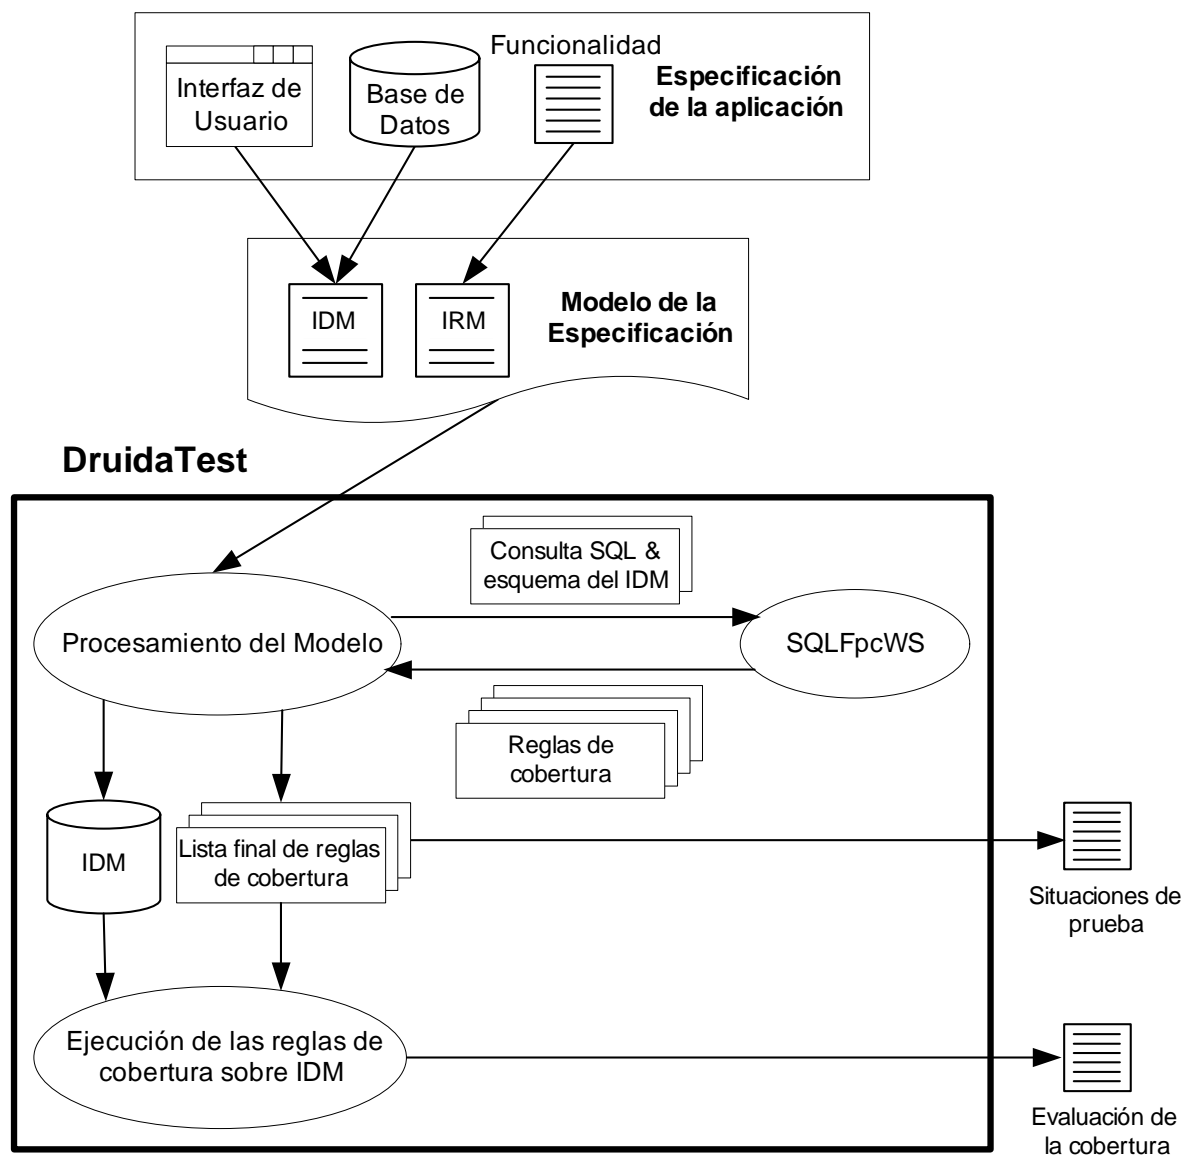 Funcionalidad
Interfaz de
Usuario
Base de
Datos
Especificación
de la aplicación
IDM
IRM
Modelo de la
Especificación
DruidaTest
Consulta SQL &
esquema del IDM
Procesamiento del Modelo
SQLFpcWS
Reglas de
cobertura
IDM
Lista final de reglas
de cobertura
Situaciones de
prueba
Ejecución de las reglas de
cobertura sobre IDM
Evaluación de
la cobertura